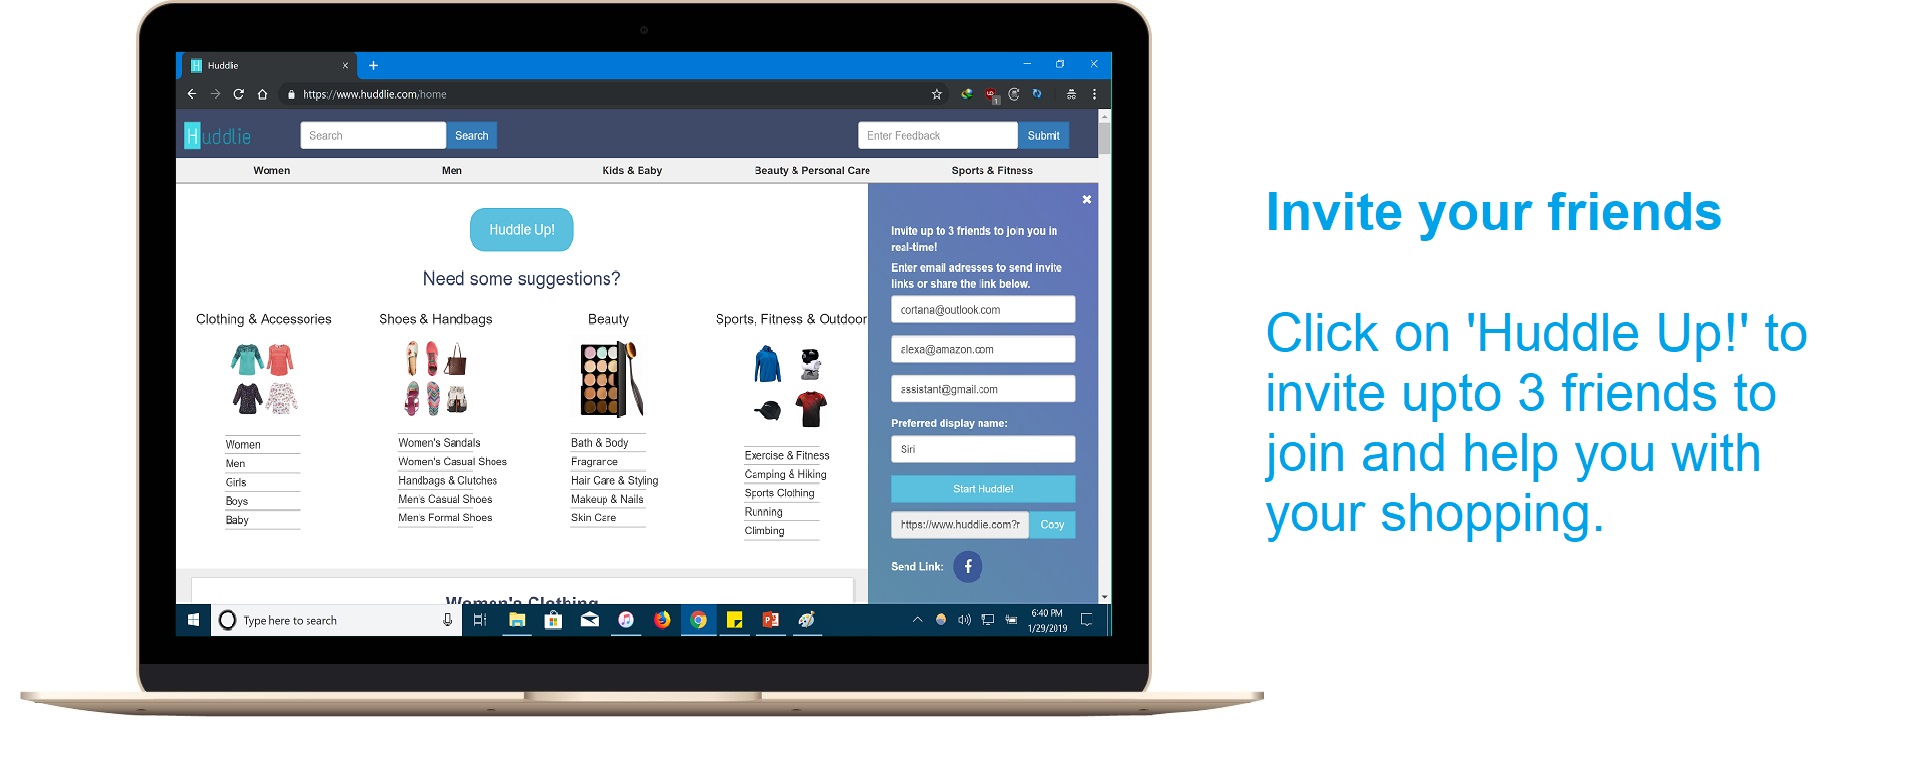 Huddlie
https://www.huddlie.com/home
Huddlie
Search
Search
Enter Feedback
Submit
Women
Men
Kids & Baby
Beauty & Personal Care
Sports & Fitness
Huddle Up!
Need some suggestions?
Clothing & Accessories
Women
Men
Girls
Boys
Baby
Shoes & Handbags
Women's Sandals
Women's Casual Shoes
Handbags & Clutches
Men's Casual Shoes
Men's Formal Shoes
Beauty
Bath & Body
Fragrance
Hair Care & Styling
Makeup & Nails
Skin Care
Sports, Fitness & Outdoor
Exercise & Fitness
Camping & Hiking
Sports Clothing
Running
Climbing
Women's Clothing
Invite up to 3 friends to join you in
real-time!
Enter email adresses to send invite
links or share the link below.
cortana@outlook.com
alexa@amazon.com
assistant@gmail.com
Preferred display name:
Siri
Start Huddle!
https://www.huddlie.com?r
Copy
Send Link:
Type here to search
6:40 PM
1/29/2019
Invite your friends
Click on 'Huddle Up!' to
invite upto 3 friends to
join and help you with
your shopping.